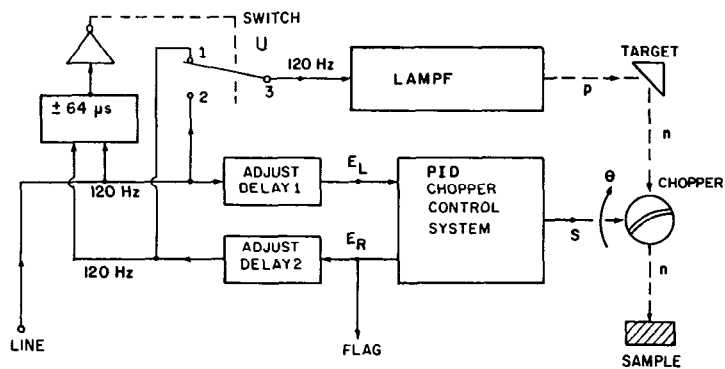 SWITCH
U
1
2
3
120 Hz
LAMPF
TARGET
p
n
± 64 µs
120 Hz
ADJUST
DELAY 1
E_L
PID
CHOPPER
CONTROL
SYSTEM
S
θ
CHOPPER
n
120 Hz
ADJUST
DELAY 2
E_R
LINE
FLAG
SAMPLE